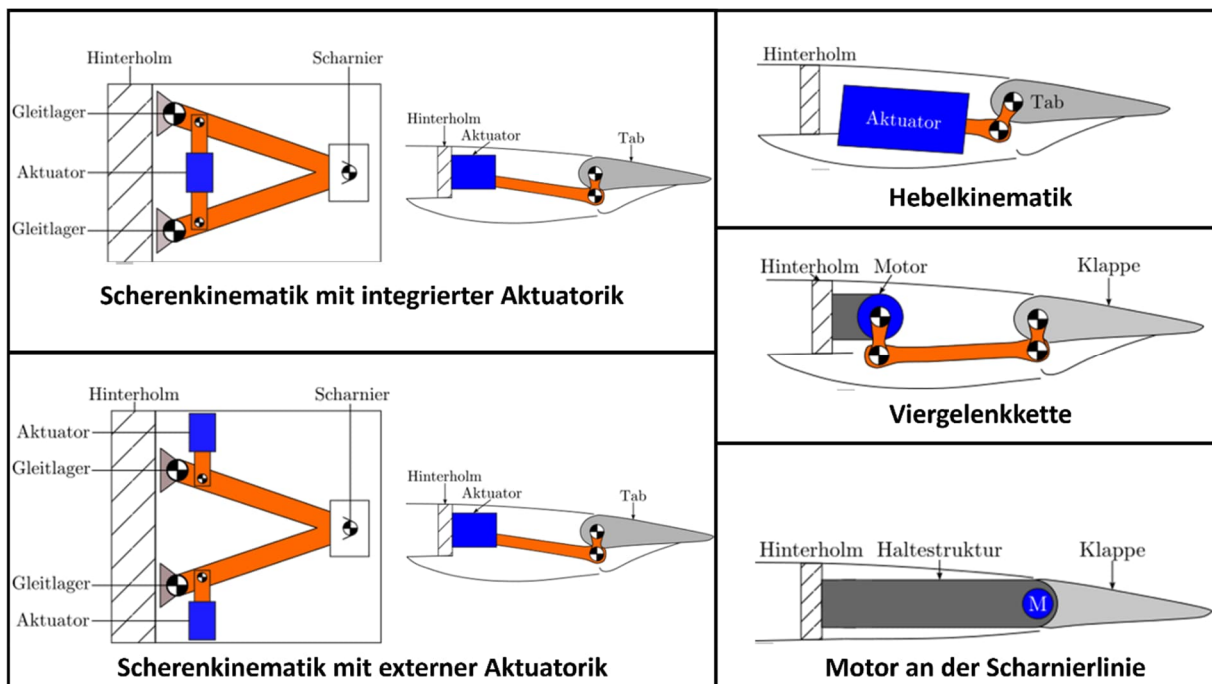 Hinterholm
Scharnier
Gleitlager
Aktuator
Gleitlager
Hinterholm
Aktuator
Tab
Scherenkinematik mit integrierter Aktuatorik
Hinterholm
Scharnier
Aktuator
Gleitlager
Gleitlager
Aktuator
Hinterholm
Aktuator
Tab
Scherenkinematik mit externer Aktuatorik
Hinterholm
Aktuator
Tab
Hebelkinematik
Hinterholm
Motor
Klappe
Viergelenkkette
Hinterholm
Haltestruktur
Klappe
M
Motor an der Scharnierlinie